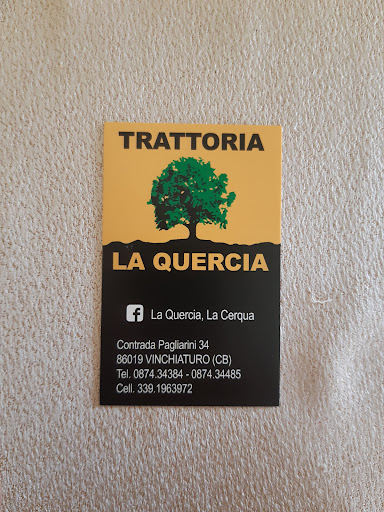 TRATTORIA
LA QUERCIA
f La Quercia, La Cerqua
Contrada Pagliarini 34
86019 VINCHIATURO (CB)
Tel. 0874.34384 - 0874.34485
Cell. 339.1963972